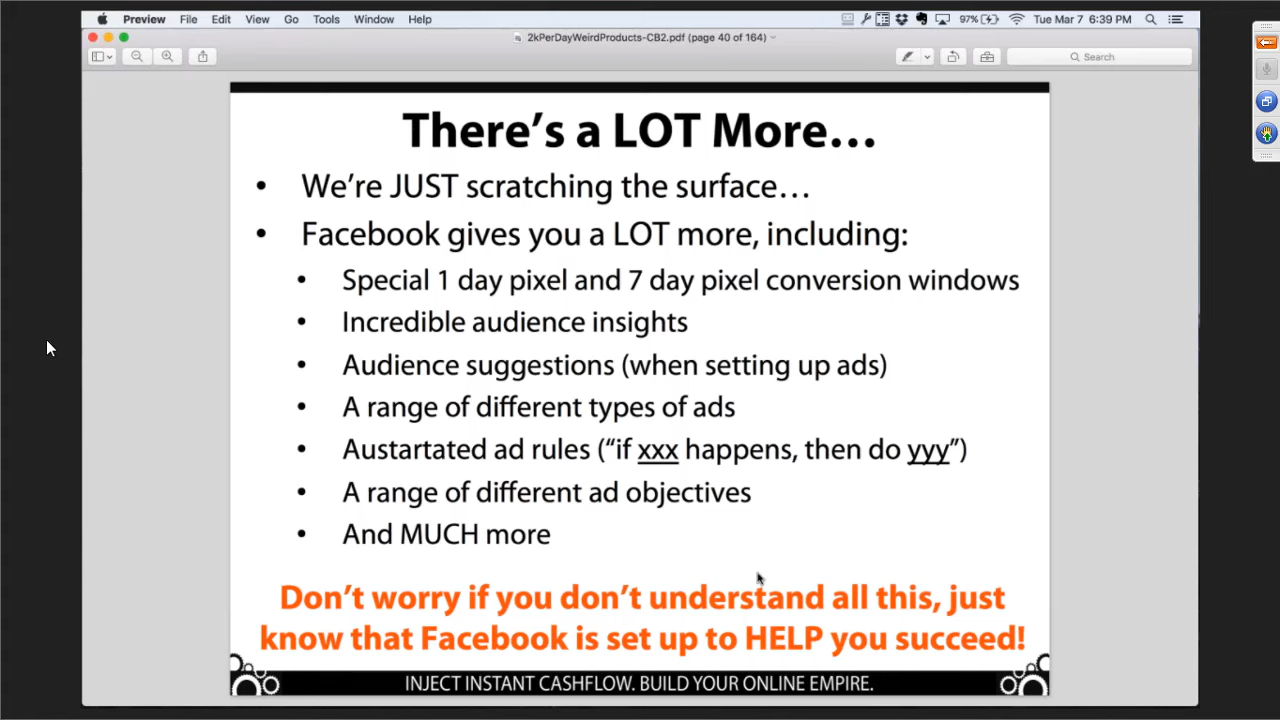 Preview File Edit View Go Tools Window Help 97% Tue Mar 7 6:39 PM
2kPerDayWeirdProducts-CB2.pdf (page 40 of 164)
Search
There's a LOT More…
• We're JUST scratching the surface…
• Facebook gives you a LOT more, including:
• Special 1 day pixel and 7 day pixel conversion windows
• Incredible audience insights
• Audience suggestions (when setting up ads)
• A range of different types of ads
• Austartated ad rules (“if xxx happens, then do yyy”)
• A range of different ad objectives
• And MUCH more
Don't worry if you don't understand all this, just
know that Facebook is set up to HELP you succeed!
INJECT INSTANT CASHFLOW. BUILD YOUR ONLINE EMPIRE.